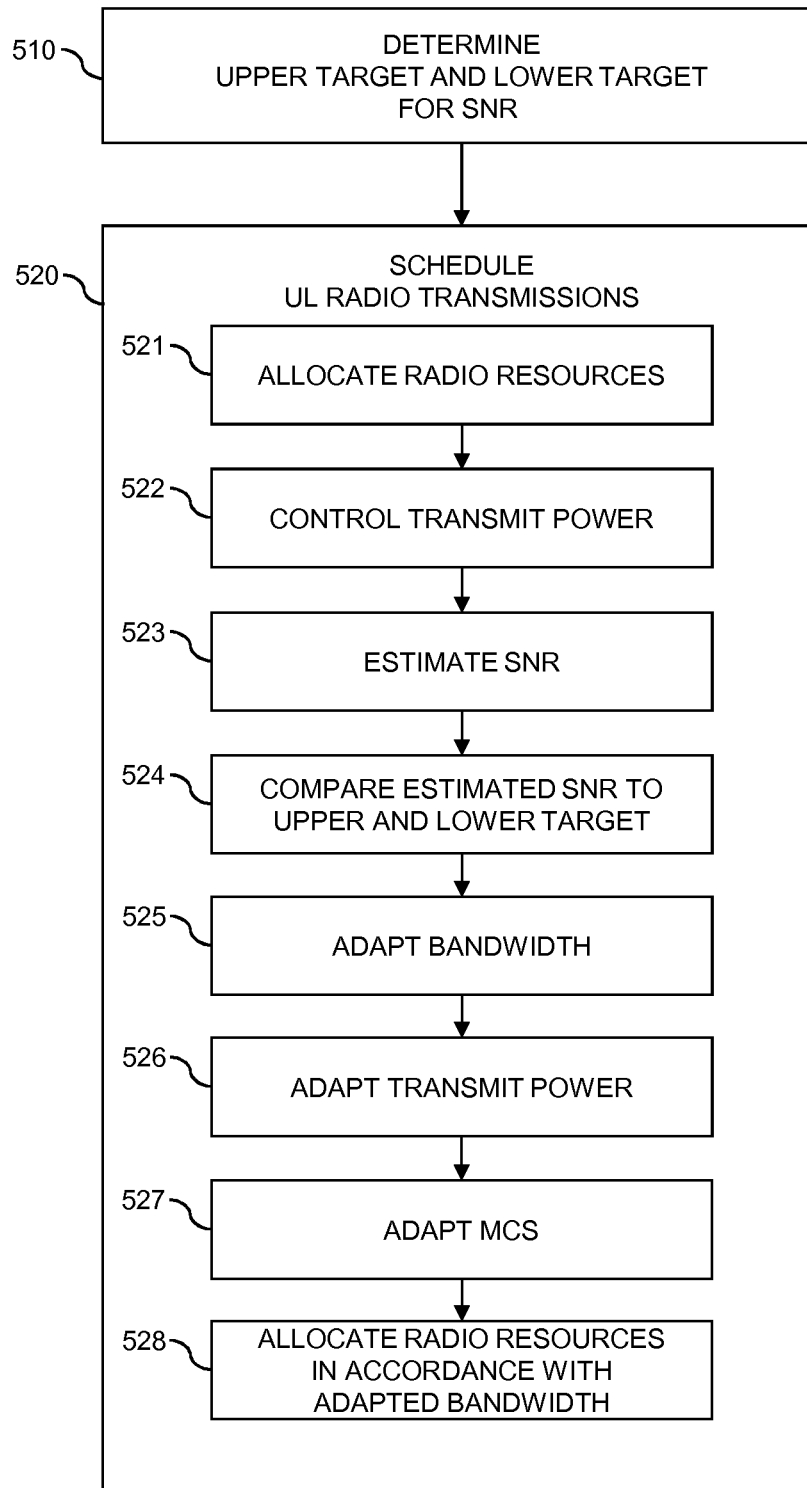 510
DETERMINE
UPPER TARGET AND LOWER TARGET
FOR SNR
520
SCHEDULE
UL RADIO TRANSMISSIONS
521
ALLOCATE RADIO RESOURCES
522
CONTROL TRANSMIT POWER
523
ESTIMATE SNR
524
COMPARE ESTIMATED SNR TO
UPPER AND LOWER TARGET
525
ADAPT BANDWIDTH
526
ADAPT TRANSMIT POWER
527
ADAPT MCS
528
ALLOCATE RADIO RESOURCES
IN ACCORDANCE WITH
ADAPTED BANDWIDTH